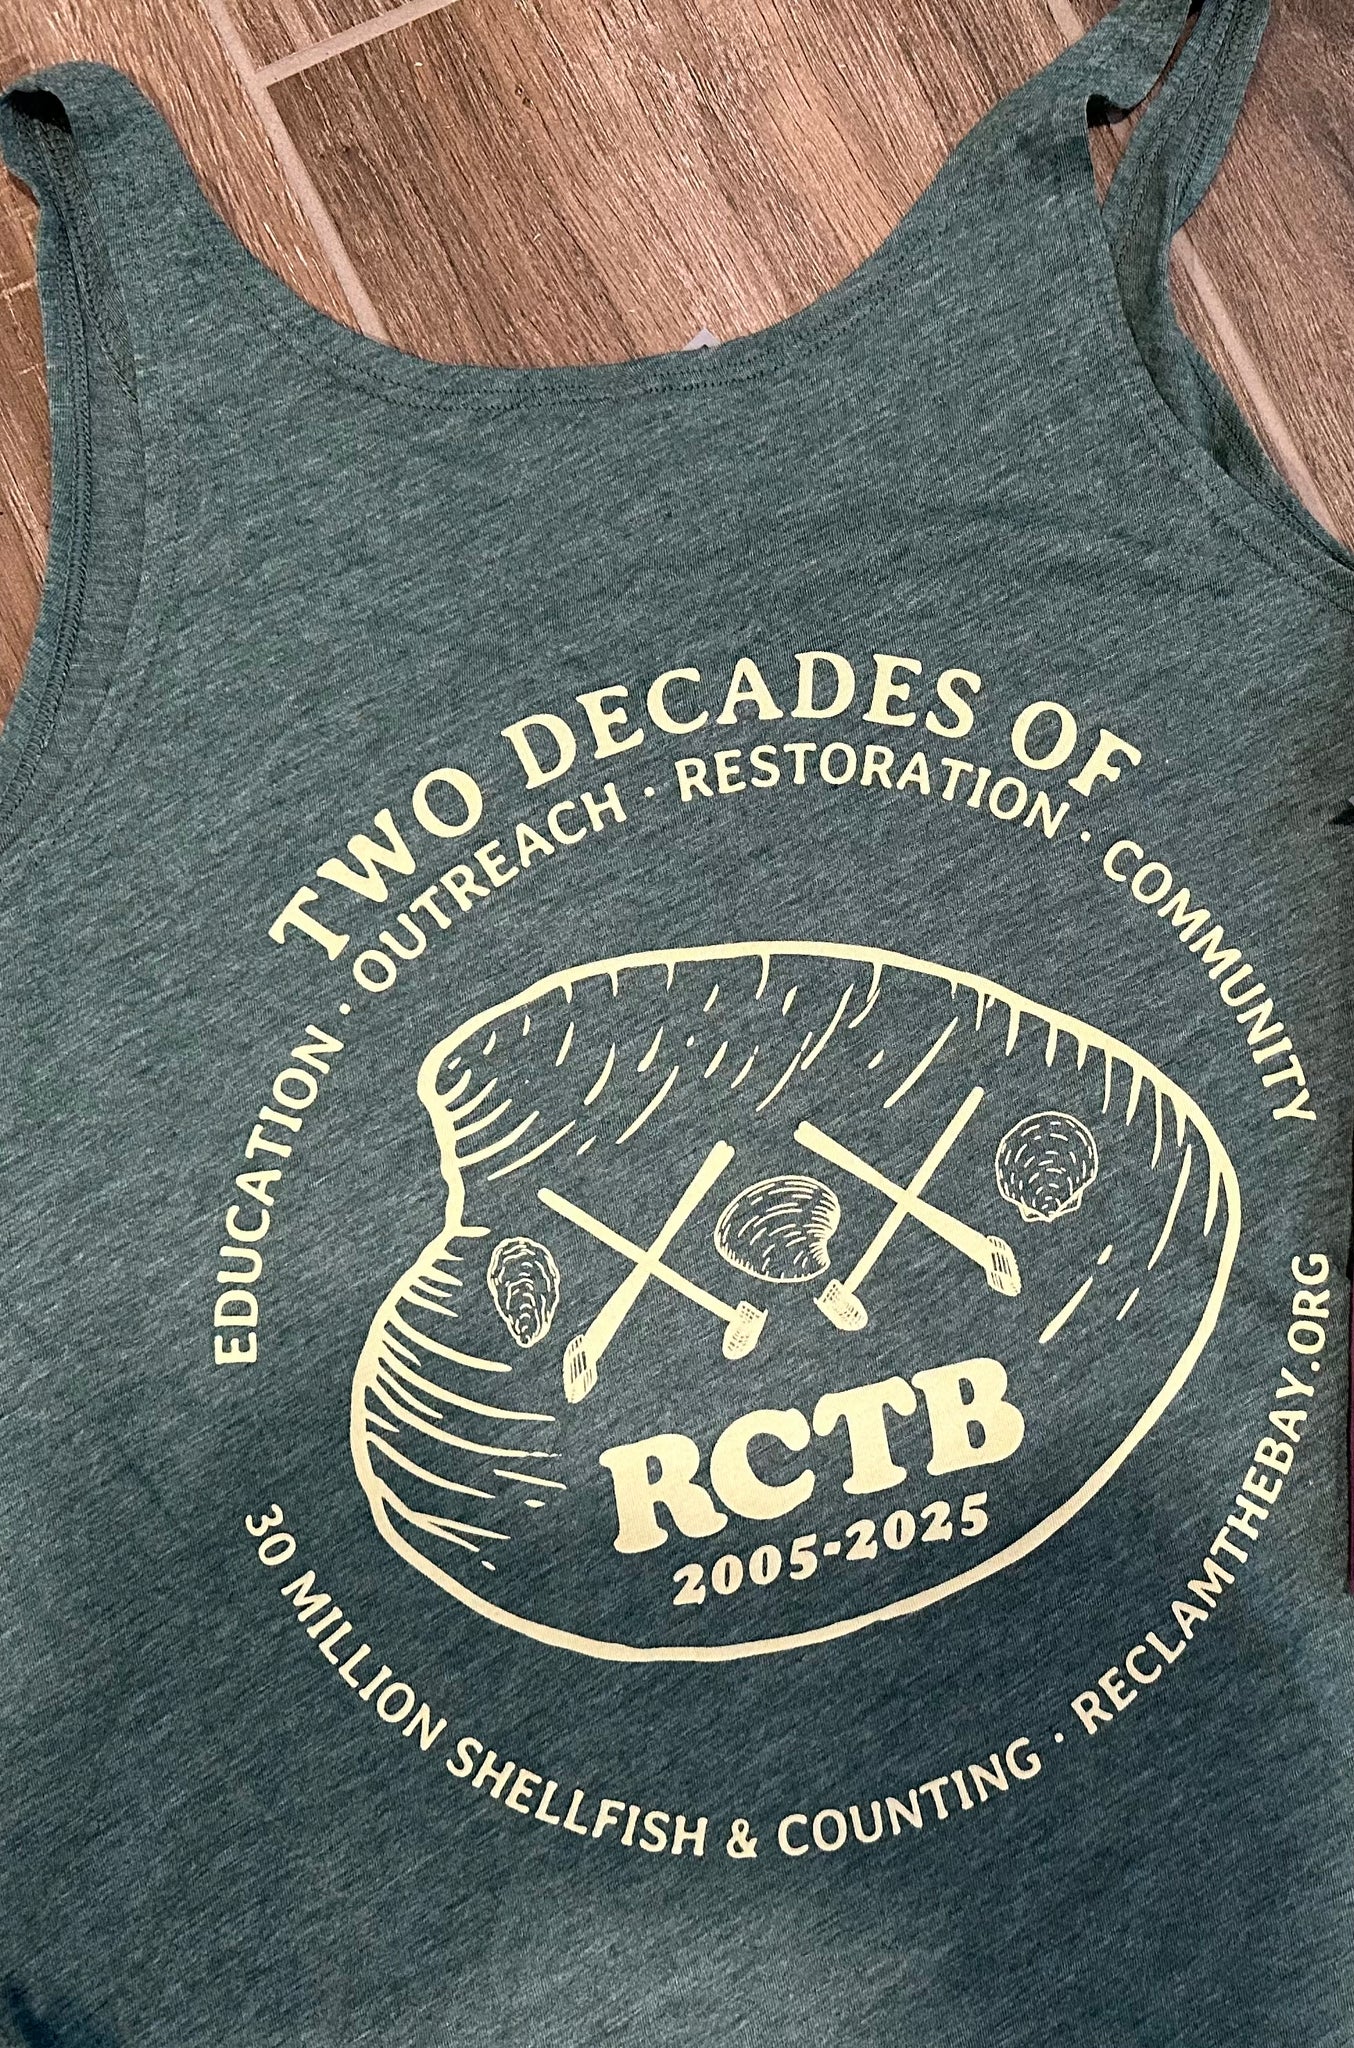 TWO DECADES OF
EDUCATION · OUTREACH · RESTORATION · COMMUNITY
RCTB
2005-2025
30 MILLION SHELLFISH & COUNTING · RECLAMTHEBAY.ORG